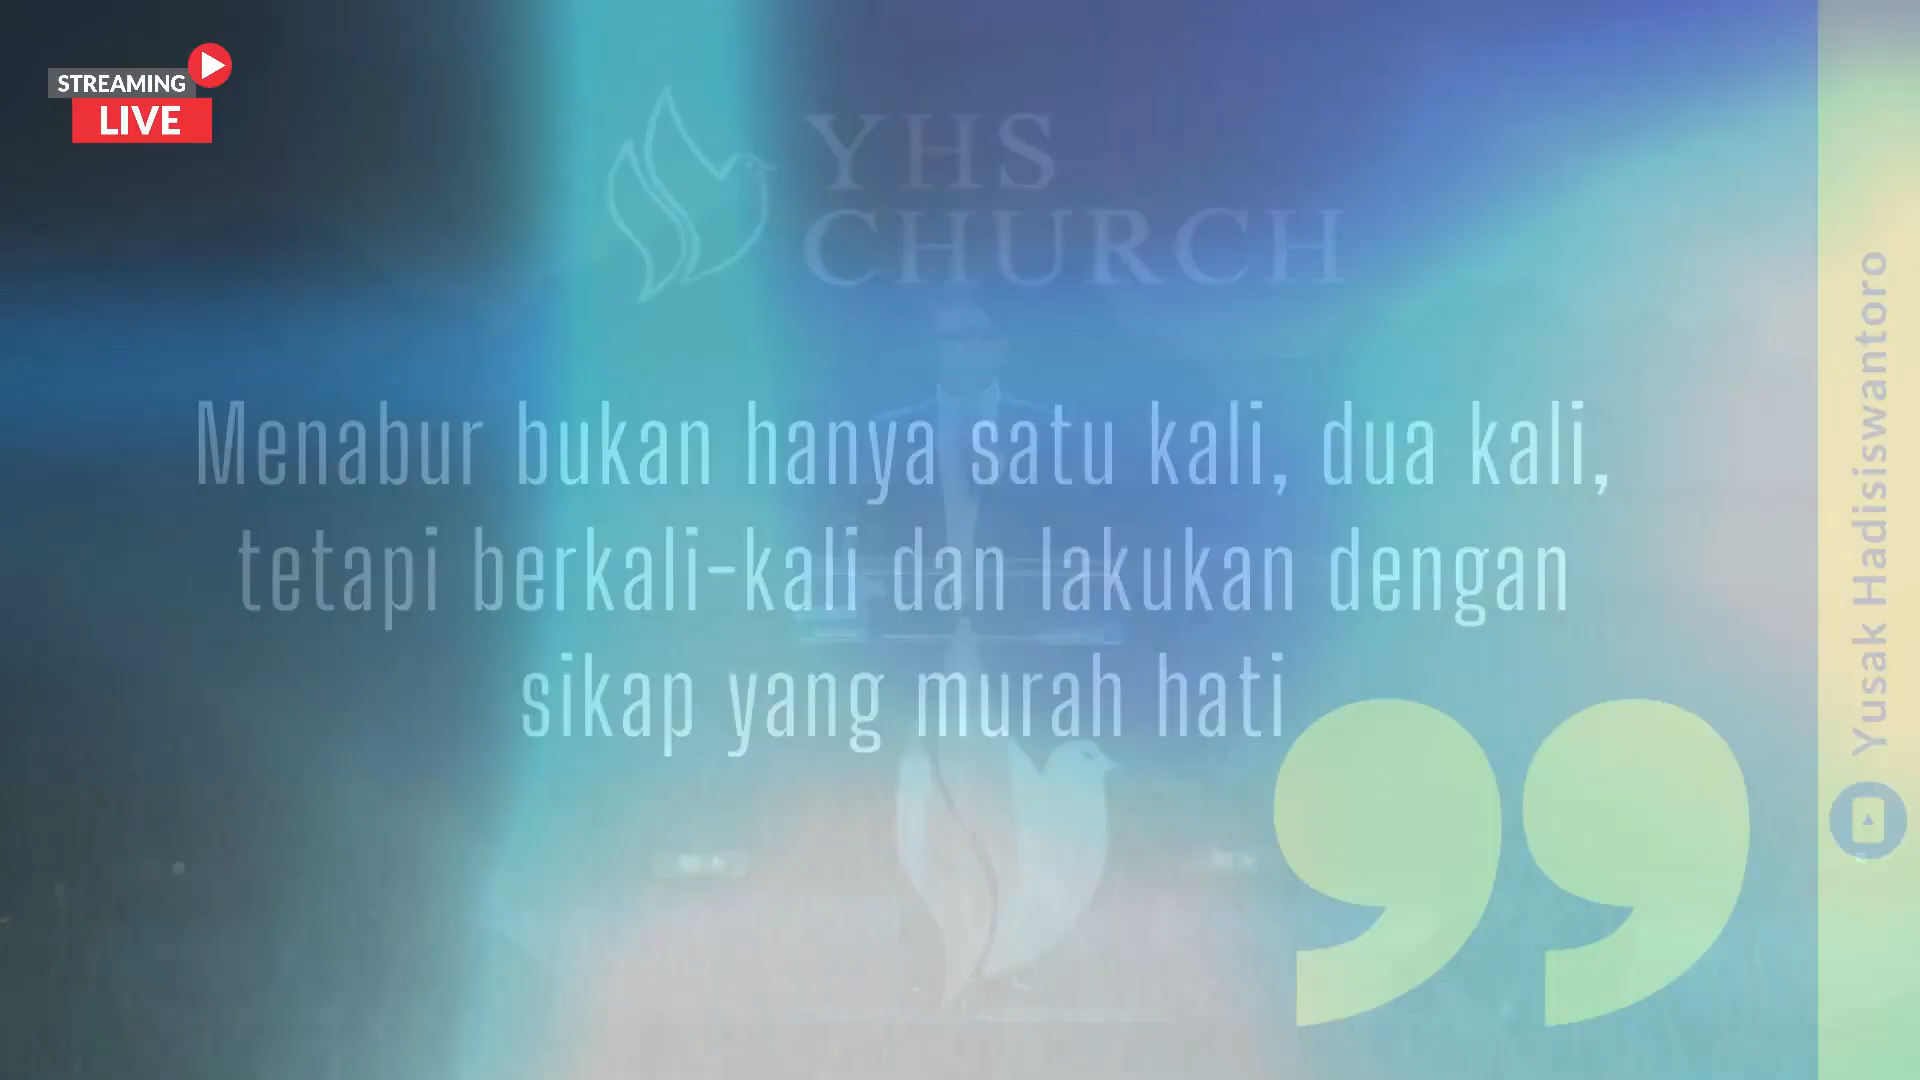 STREAMING
LIVE
YHS
CHURCH
Menabur bukan hanya satu kali, dua kali,
tetapi berkali-kali dan lakukan dengan
sikap yang murah hati
”
Yusak Hadisiswantoro